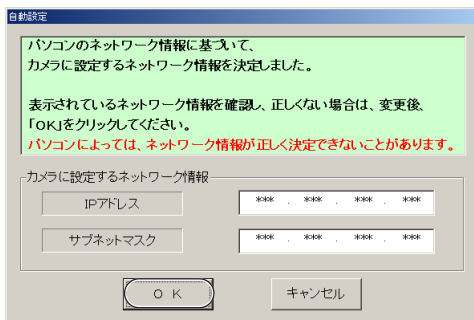 自動設定
パソコンのネットワーク情報に基づいて、
カメラに設定するネットワーク情報を決定しました。
表示されているネットワーク情報を確認し、正しくない場合は、変更後、
「OK」をクリックしてください。
パソコンによっては、ネットワーク情報が正しく決定できないことがあります。
カメラに設定するネットワーク情報
IPアドレス *** . *** . *** . ***
サブネットマスク *** . *** . *** . ***
ＯＫ キャンセル